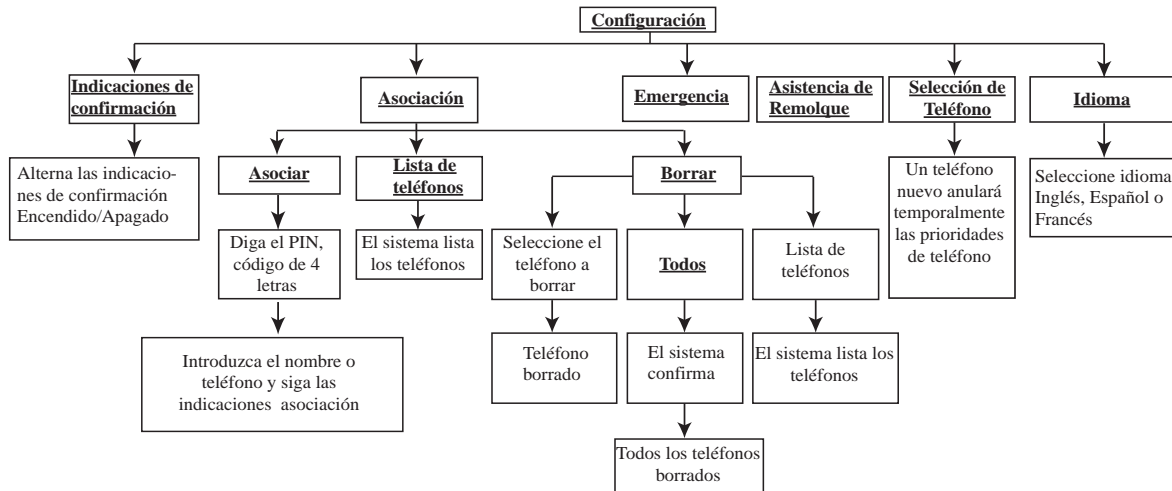 Configuración
Indicaciones de
confirmación
Asociación
Emergencia
Asistencia de
Remolque
Selección de
Teléfono
Idioma
Alterna las indicacio-
nes de confirmación
Encendido/Apagado
Asociar
Lista de
teléfonos
Borrar
Un teléfono
nuevo anulará
temporalmente
las prioridades
de teléfono
Seleccione idioma
Inglés, Español o
Francés
Diga el PIN,
código de 4
letras
El sistema lista
los teléfonos
Seleccione el
teléfono a
borrar
Todos
Lista de
teléfonos
Introduzca el nombre o
teléfono y siga las
indicaciones asociación
Teléfono
borrado
El sistema
confirma
El sistema lista los
teléfonos
Todos los teléfonos
borrados